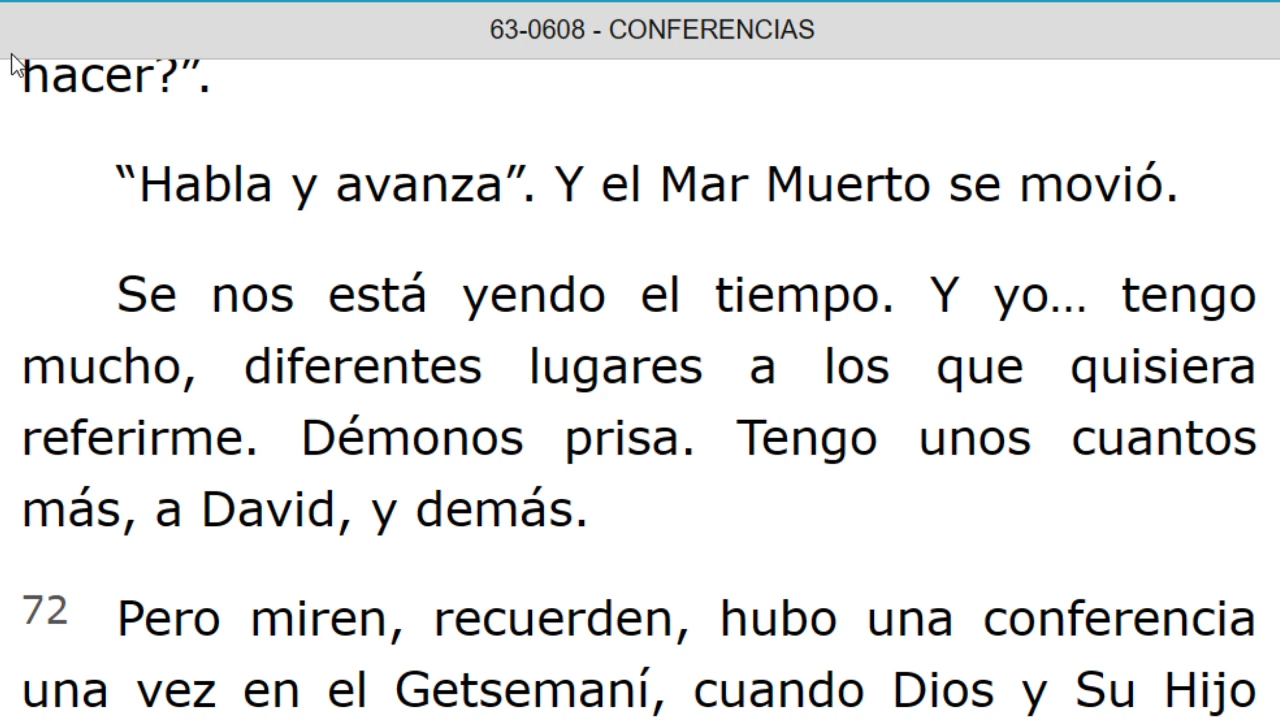 63-0608 - CONFERENCIAS
hacer?”.
“Habla y avanza”. Y el Mar Muerto se movió.
Se nos está yendo el tiempo. Y yo… tengo
mucho, diferentes lugares a los que quisiera
referirme. Démonos prisa. Tengo unos cuantos
más, a David, y demás.
72 Pero miren, recuerden, hubo una conferencia
una vez en el Getsemaní, cuando Dios y Su Hijo